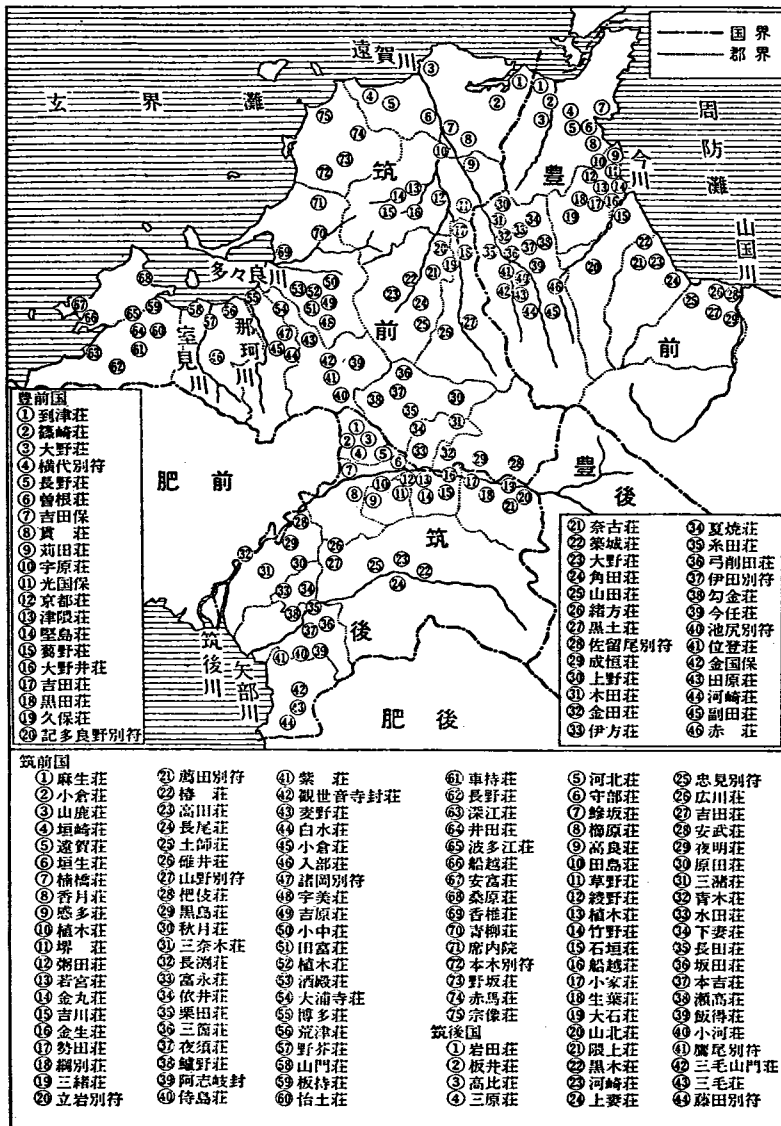 国界
郡界
遠賀川
玄界灘
周防灘
今川
山国川
筑
豊
多々良川
前
前
室見川
那珂川
肥前
豊後
筑
後
筑後川
矢部川
肥後
豊前国
①到津荘
②篠崎荘
③大野荘
④横代別符
⑤長野荘
⑥曽根荘
⑦吉田保
⑧貫荘
⑨苅田荘
⑩宇原荘
⑪光国保
⑫京都荘
⑬津隈荘
⑭堅島荘
⑮蒭野荘
⑯大野井荘
⑰吉田荘
⑱黒田荘
⑲久保荘
⑳記多良野別符
㉑奈古荘
㉒築城荘
㉓大野荘
㉔角田荘
㉕山田荘
㉖緒方荘
㉗黒土荘
㉘佐留尾別符
㉙成恒荘
㉚上野荘
㉛木田荘
㉜金田荘
㉝伊方荘
㉞夏焼荘
㉟糸田荘
㊱弓削田荘
㊲伊田別符
㊳勾金荘
㊴今任荘
㊵池尻別符
㊶位登荘
㊷金国保
㊸田原荘
㊹河崎荘
㊺副田荘
㊻赤荘
筑前国
①麻生荘
②小倉荘
③山鹿荘
④垣崎荘
⑤遠賀荘
⑥垣生荘
⑦楠橋荘
⑧香月荘
⑨感多荘
⑩植木荘
⑪堺荘
⑫粥田荘
⑬若宮荘
⑭金丸荘
⑮吉川荘
⑯金生荘
⑰勢田荘
⑱綱別荘
⑲三緒荘
⑳立岩別符
㉑薦田別符
㉒椿荘
㉓高田荘
㉔長尾荘
㉕土師荘
㉖碓井荘
㉗山野別符
㉘把伎荘
㉙黒島荘
㉚秋月荘
㉛三奈木荘
㉜長渕荘
㉝富永荘
㉞依井荘
㉟栗田荘
㊱三箇荘
㊲夜須荘
㊳鑪野荘
㊴阿志岐封
㊵侍島荘
㊶紫荘
㊷観世音寺封荘
㊸麦野荘
㊹白水荘
㊺小倉荘
㊻入部荘
㊼諸岡別符
㊽宇美荘
㊾吉原荘
㊿小中荘
51田富荘
52植木荘
53酒殿荘
54大浦寺荘
55博多荘
56荒津荘
57野芥荘
58山門荘
59板持荘
60怡土荘
61車持荘
62長野荘
63深江荘
64井田荘
65波多江荘
66船越荘
67安富荘
68桑原荘
69香椎荘
70青柳荘
71席内院
72本木別符
73野坂荘
74赤馬荘
75宗像荘
筑後国
①岩田荘
②板井荘
③高比荘
④三原荘
⑤河北荘
⑥守部荘
⑦鰺坂荘
⑧櫛原荘
⑨高良荘
⑩田島荘
⑪草野荘
⑫綾野荘
⑬植木荘
⑭竹野荘
⑮石垣荘
⑯船越荘
⑰小家荘
⑱生葉荘
⑲大石荘
⑳山北荘
㉑隈上荘
㉒黒木荘
㉓河崎荘
㉔上妻荘
㉕忠見別符
㉖広川荘
㉗吉田荘
㉘安武荘
㉙夜明荘
㉚原田荘
㉛三潴荘
㉜青木荘
㉝水田荘
㉞下妻荘
㉟長田荘
㊱坂田荘
㊲本吉荘
㊳瀬高荘
㊴飯得荘
㊵小河荘
㊶鷹尾別符
㊷三毛山門荘
㊸三毛荘
㊹藤田別符